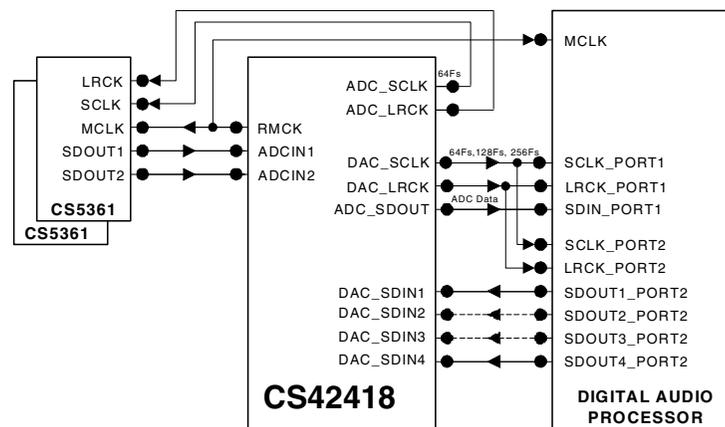 MCLK
64Fs
LRCK
SCLK
MCLK
SDOUT1
SDOUT2
CS5361
CS5361
ADC_SCLK
ADC_LRCK
RMCK
ADCIN1
ADCIN2
DAC_SCLK
DAC_LRCK
ADC_SDOUT
64Fs,128Fs, 256Fs
ADC Data
SCLK_PORT1
LRCK_PORT1
SDIN_PORT1
SCLK_PORT2
LRCK_PORT2
DAC_SDIN1
DAC_SDIN2
DAC_SDIN3
DAC_SDIN4
SDOUT1_PORT2
SDOUT2_PORT2
SDOUT3_PORT2
SDOUT4_PORT2
CS42418
DIGITAL AUDIO
PROCESSOR